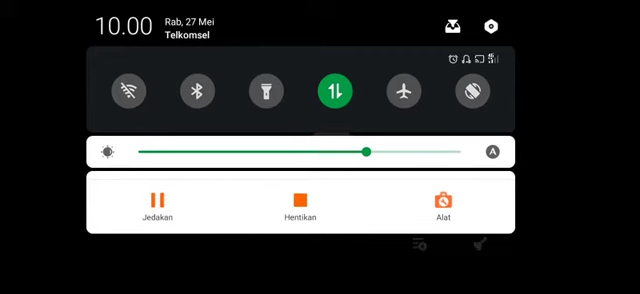 10.00
Rab, 27 Mei
Telkomsel
A
Jedakan
Hentikan
Alat